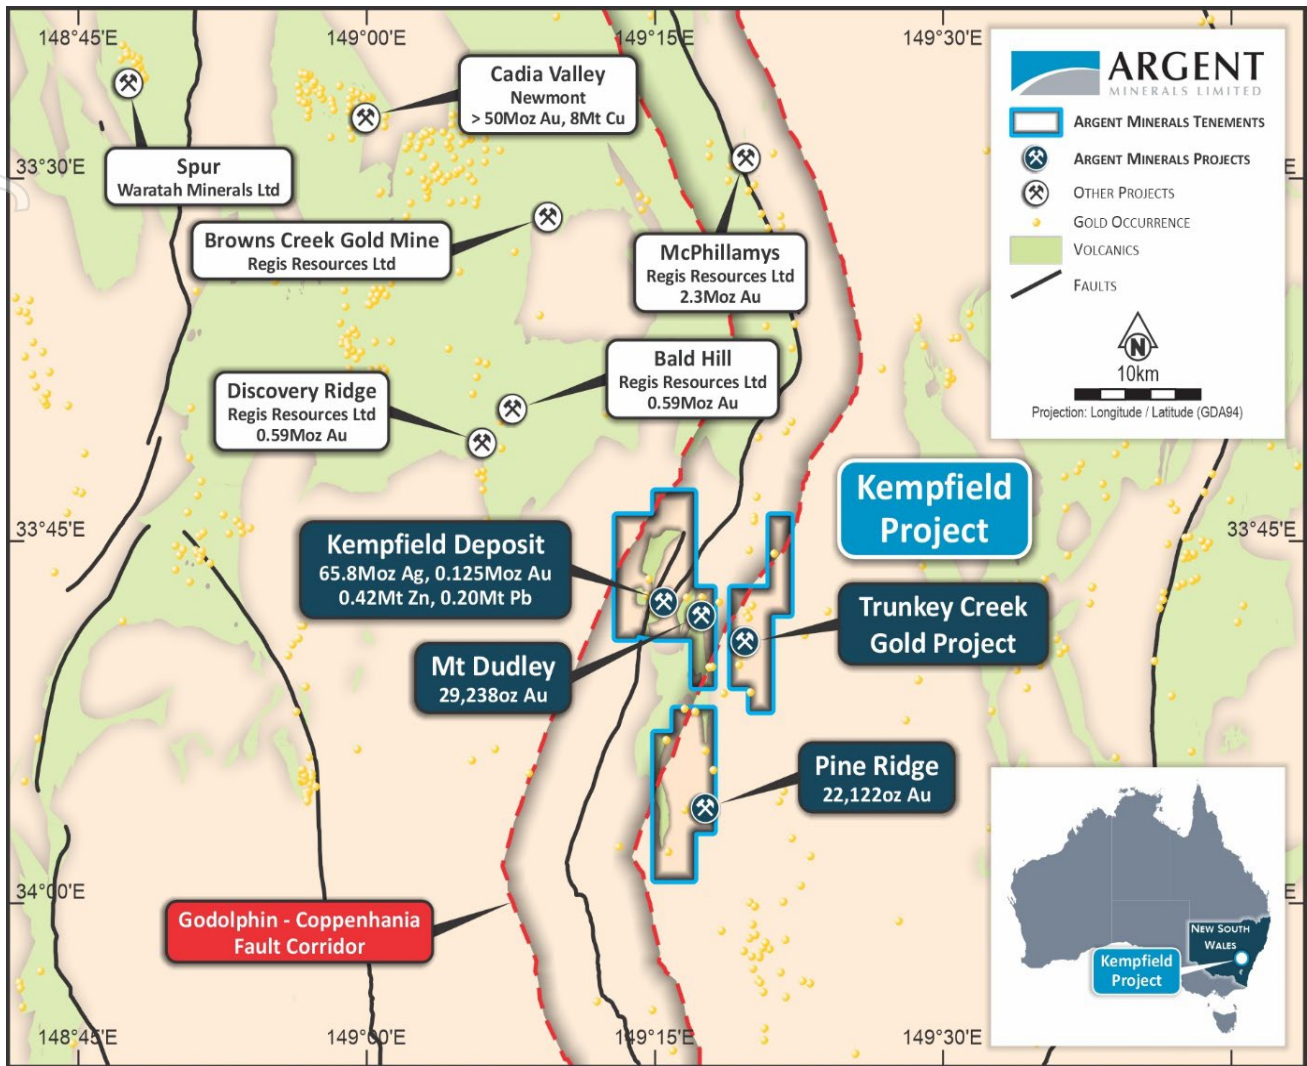 148°45'E
149°00'E
149°15'E
149°30'E
Cadia Valley
Newmont
> 50Moz Au, 8Mt Cu
ARGENT
MINERALS LIMITED
ARGENT MINERALS TENEMENTS
ARGENT MINERALS PROJECTS
OTHER PROJECTS
GOLD OCCURRENCE
VOLCANICS
FAULTS
N
10km
Projection: Longitude / Latitude (GDA94)
33°30'E
E
Spur
Waratah Minerals Ltd
Browns Creek Gold Mine
Regis Resources Ltd
McPhillamys
Regis Resources Ltd
2.3Moz Au
Bald Hill
Regis Resources Ltd
0.59Moz Au
Discovery Ridge
Regis Resources Ltd
0.59Moz Au
Kempfield
Project
33°45'E
33°45'E
Kempfield Deposit
65.8Moz Ag, 0.125Moz Au
0.42Mt Zn, 0.20Mt Pb
Trunkey Creek
Gold Project
Mt Dudley
29,238oz Au
Pine Ridge
22,122oz Au
34°00'E
E
Godolphin - Coppenhania
Fault Corridor
NEW SOUTH
WALES
Kempfield
Project
148°45'E
149°00'E
149°15'E
149°30'E